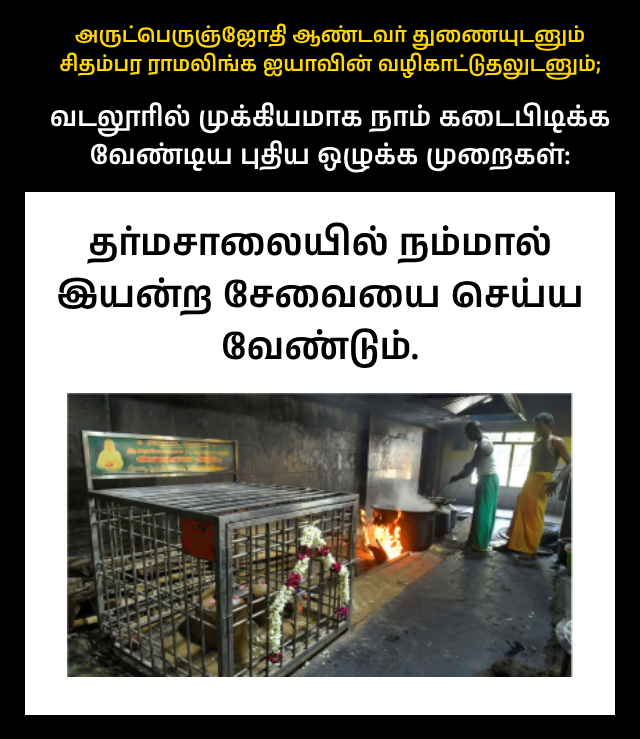 அருட்பெருஞ்ஜோதி ஆண்டவர் துணையுடனும்
சிதம்பர ராமலிங்க ஐயாவின் வழிகாட்டுதலுடனும்;
வடலூரில் முக்கியமாக நாம் கடைபிடிக்க
வேண்டிய புதிய ஒழுக்க முறைகள்:
தர்மசாலையில் நம்மால்
இயன்ற சேவையை செய்ய
வேண்டும்.